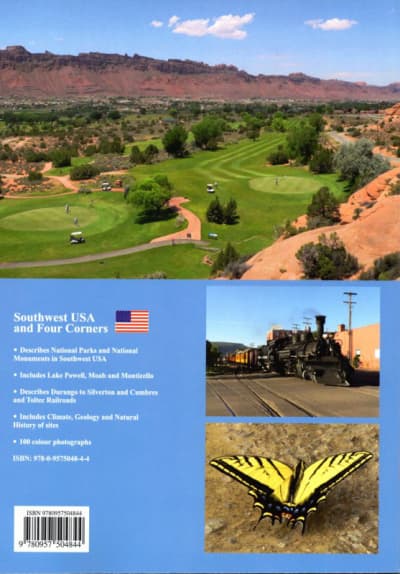 Southwest USA
and Four Corners
• Describes National Parks and National
Monuments in Southwest USA
• Includes Lake Powell, Moab and Monticello
• Describes Durango to Silverton and Cumbres
and Toltec Railroads
• Includes Climate, Geology and Natural
History of sites
• 100 colour photographs
ISBN: 978-0-9575048-4-4
ISBN 9780957504844
9 780957 504844